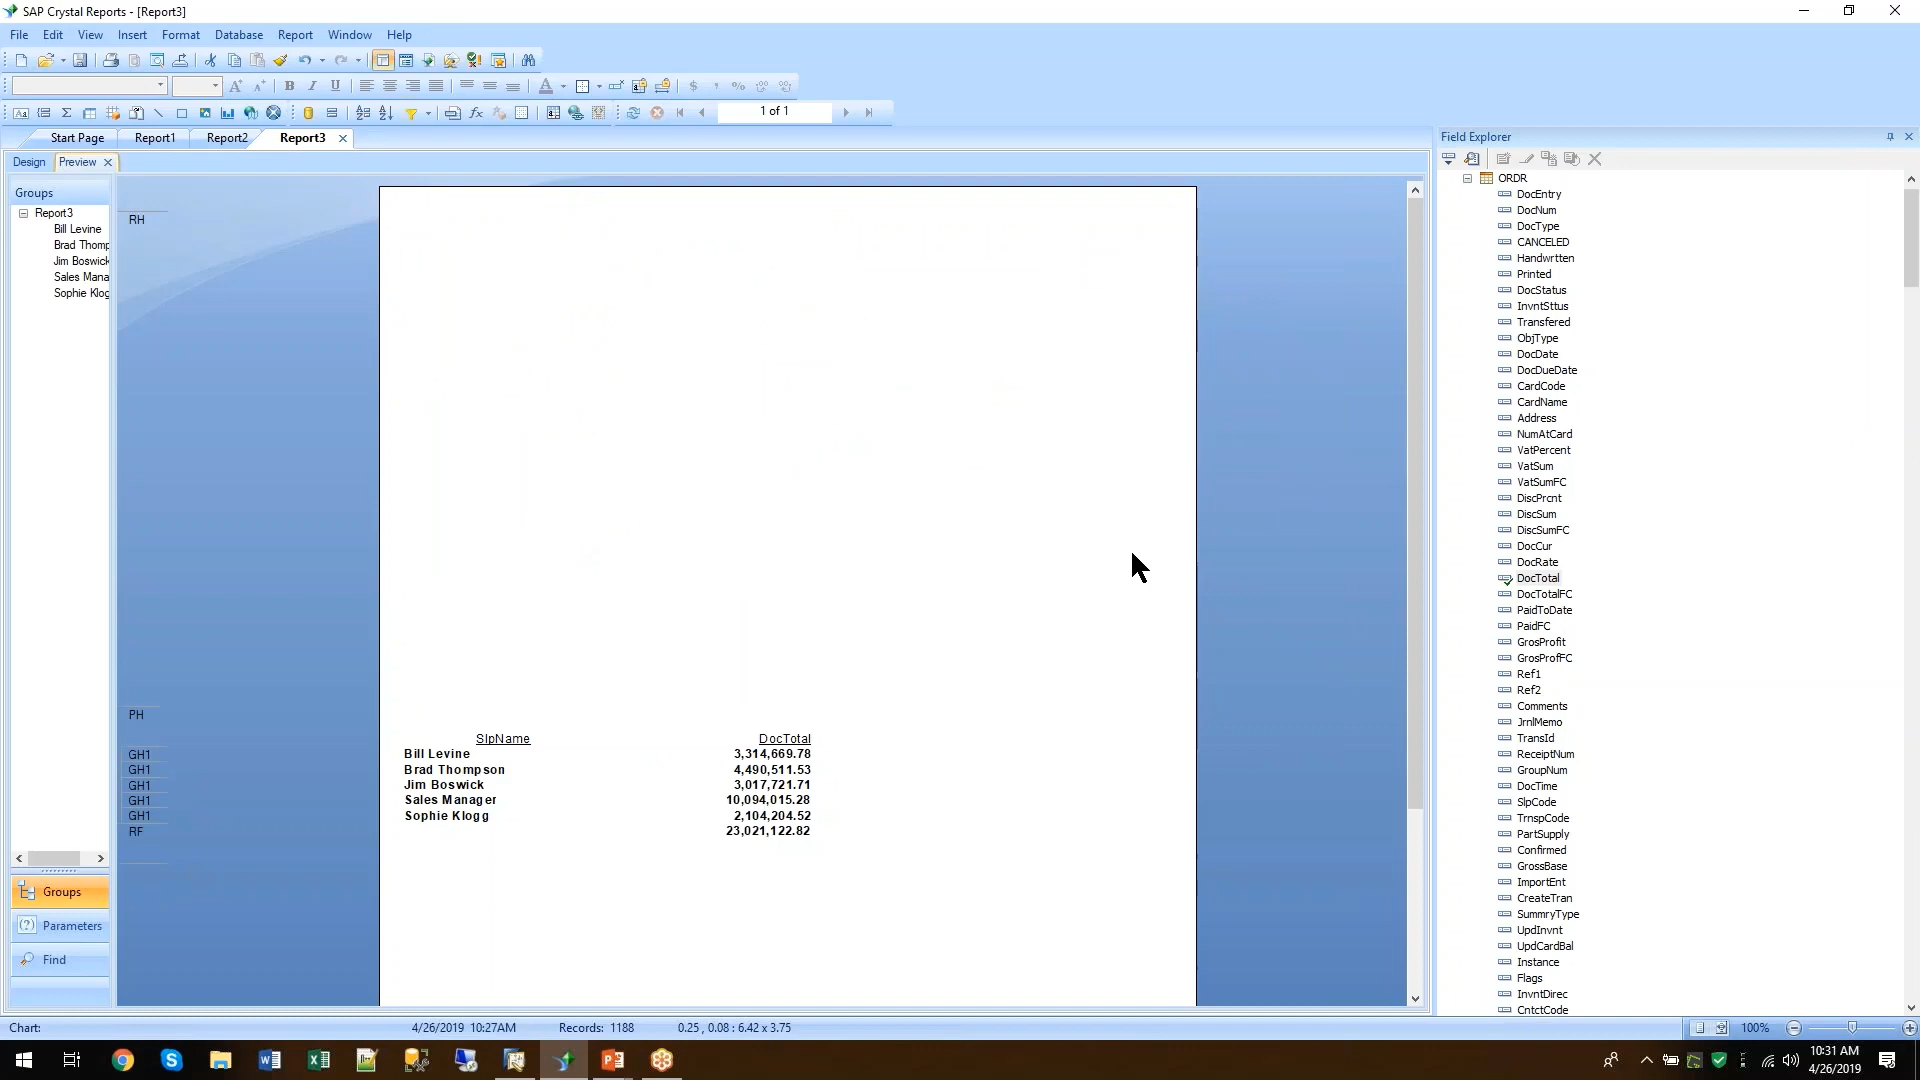 SAP Crystal Reports - [Report3]
File Edit View Insert Format Database Report Window Help
1 of 1
Start Page Report1 Report2 Report3
Design Preview
Groups
Report3
Bill Levine
Brad Thomp
Jim Boswick
Sales Mana
Sophie Klog
Groups
Parameters
Find
RH
PH
GH1
GH1
GH1
GH1
GH1
RF
SlpName DocTotal
Bill Levine 3,314,669.78
Brad Thompson 4,490,511.53
Jim Boswick 3,017,721.71
Sales Manager 10,094,015.28
Sophie Klogg 2,104,204.52
23,021,122.82
Field Explorer
ORDR
DocEntry
DocNum
DocType
CANCELED
Handwrtten
Printed
DocStatus
InvntSttus
Transfered
ObjType
DocDate
DocDueDate
CardCode
CardName
Address
NumAtCard
VatPercent
VatSum
VatSumFC
DiscPrcnt
DiscSum
DiscSumFC
DocCur
DocRate
DocTotal
DocTotalFC
PaidToDate
PaidFC
GrosProfit
GrosProfFC
Ref1
Ref2
Comments
JrnlMemo
TransId
ReceiptNum
GroupNum
DocTime
SlpCode
TrnspCode
PartSupply
Confirmed
GrossBase
ImportEnt
CreateTran
SummryType
UpdInvnt
UpdCardBal
Instance
Flags
InvntDirec
CntctCode
Chart: 4/26/2019 10:27AM Records: 1188 0.25 , 0.08 : 6.42 x 3.75 100%
10:31 AM
4/26/2019